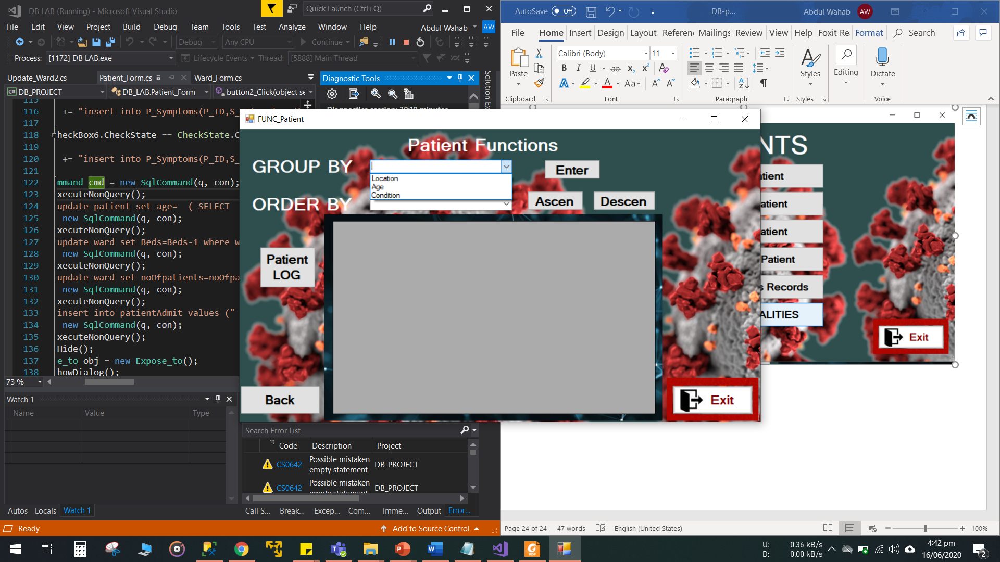 DB LAB (Running) - Microsoft Visual Studio
Quick Launch (Ctrl+Q)
File Edit View Project Build Debug Team Tools Test Analyze Window Help
Abdul Wahab AW
Debug Any CPU Continue
Process: [1172] DB LAB.exe Lifecycle Events Thread: [5888] Main Thread
Update_Ward2.cs Patient_Form.cs Ward_Form.cs
DB_PROJECT DB_LAB.Patient_Form button2_Click(object se
Diagnostic Tools
Solution Ex
115
116 += "insert into P_Symptoms(P_ID,S_
117
118 heckBox6.CheckState == CheckState.C
119
120 += "insert into P_Symptoms(P_ID,S_
121
122 mmand cmd = new SqlCommand(q, con);
123 xecuteNonQuery();
124 update patient set age= ( SELECT
125 new SqlCommand(q, con);
126 xecuteNonQuery();
127 update ward set Beds=Beds-1 where w
128 new SqlCommand(q, con);
129 xecuteNonQuery();
130 update ward set noOfpatients=noOfpa
131 new SqlCommand(q, con);
132 xecuteNonQuery();
133 insert into patientAdmit values ("
134 new SqlCommand(q, con);
135 xecuteNonQuery();
136 Hide();
137 e_to obj = new Expose_to();
138 howDialog();
73 %
Watch 1
Name Value Type
Autos Locals Watch 1
Search Error List
Code Description Project
CS0642 Possible mistaken
empty statement DB_PROJECT
CS0642 Possible mistaken
DB_PROJECT
Call S... Break... Excep... Com... Imme... Output Error...
Ready
Add to Source Control
FUNC_Patient
Patient Functions
GROUP BY
Enter
Location
Age
Condition
ORDER BY
Ascen Descen
Patient
LOG
Back
Exit
AutoSave Off
DB-p...
Abdul Wahab AW
File Home Insert Design Layout Referen Mailings Review View Help Foxit Re Format Search
Paste
Calibri (Body) 11
B I U ab x2 x2
A A Aa A A
Styles
Editing
Dictate
Clipboard Font Paragraph Styles Voice
NTS
tient
atient
atient
Patient
s Records
ALITIES
Exit
Page 24 of 24 47 words English (United States) 100%
U: 0.36 kB/s
D: 0.00 kB/s
4:42 pm
16/06/2020
2